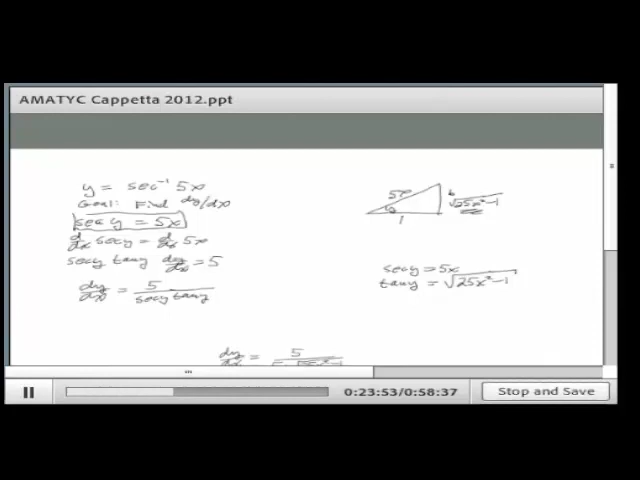 AMATYC Cappetta 2012.ppt
y = sec⁻¹ 5x
Goal: Find dy/dx
sec y = 5x
d/dx sec y = d/dx 5x
sec y tan y dy/dx = 5
dy/dx = 5 / sec y tan y
5x
b
√25x²-1
y
1
sec y = 5x
tan y = √25x²-1
dy/dx = 5
0:23:53/0:58:37
Stop and Save